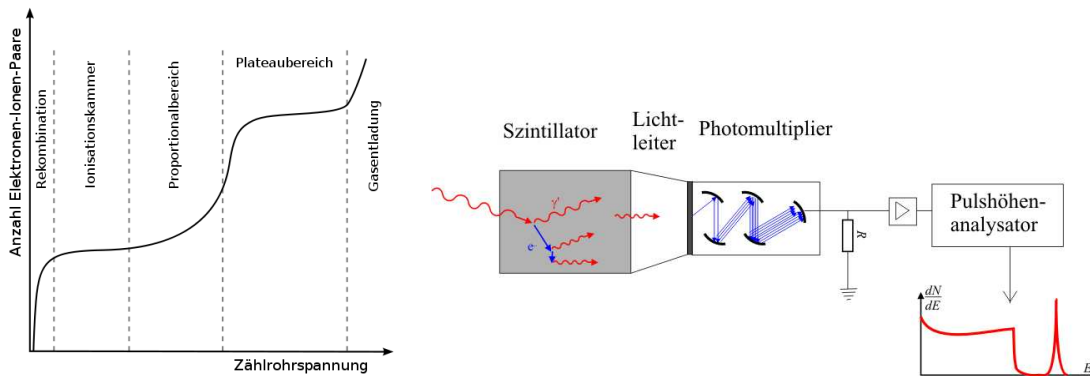 Anzahl Elektronen-Ionen-Paare
Rekombination
Ionisationskammer
Proportionalbereich
Plateaubereich
Gasentladung
Zählrohrspannung
Szintillator
Licht-
leiter
Photomultiplier
γ'
e-
R
Pulshöhen-
analysator
dN
dE
E